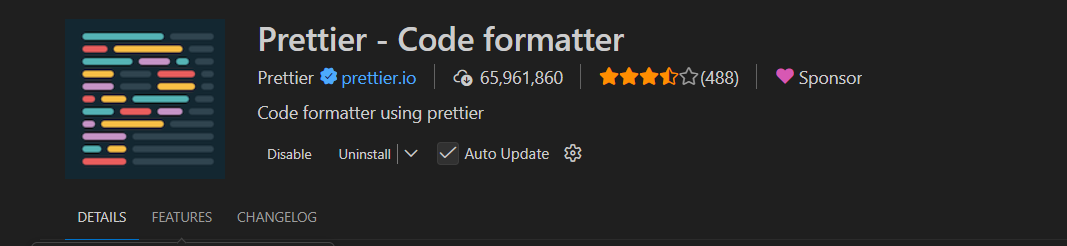 Prettier - Code formatter
Prettier prettier.io 65,961,860 (488) Sponsor
Code formatter using prettier
Disable Uninstall Auto Update
DETAILS FEATURES CHANGELOG